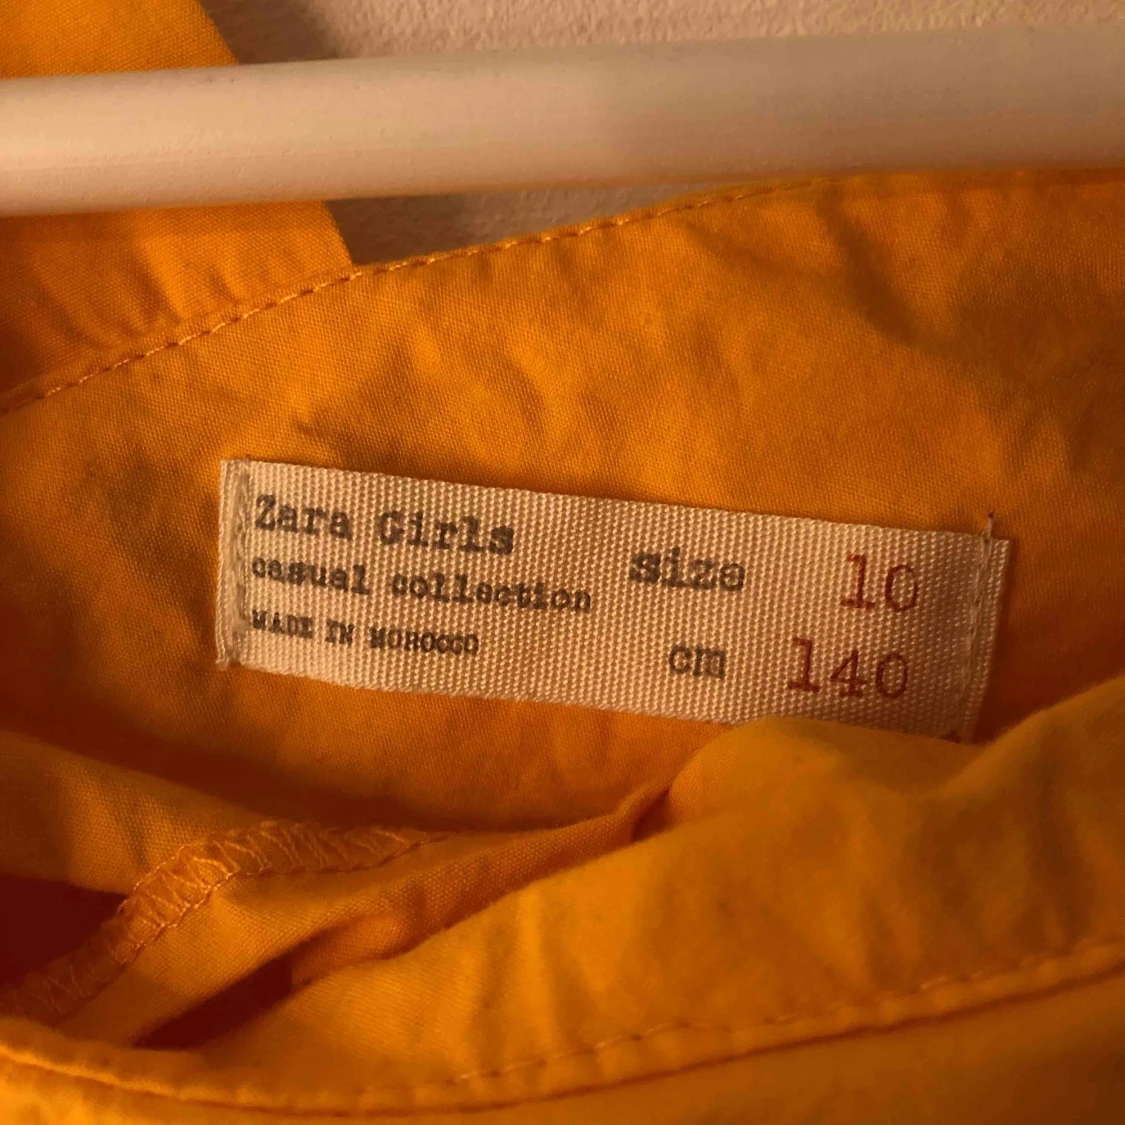 Zara Girls
casual collection
MADE IN MOROCCO
size 10
cm 140